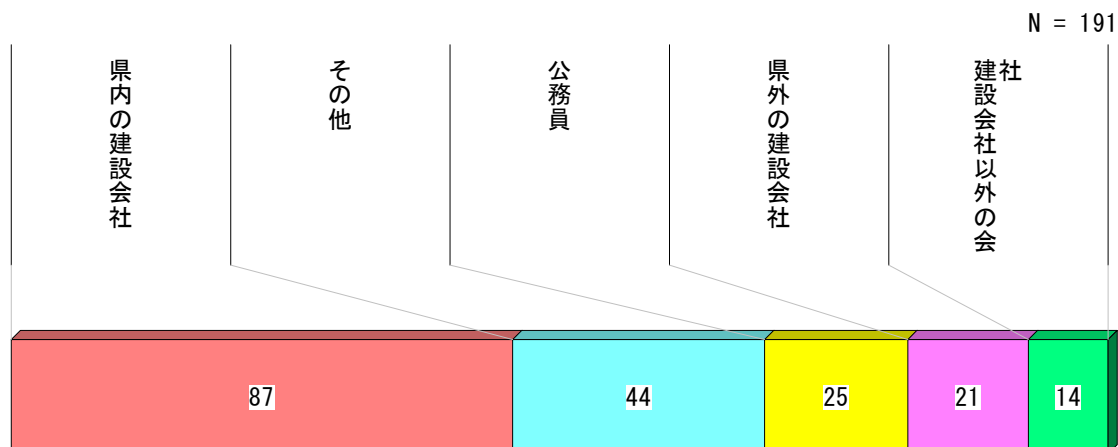 N = 191
県内の建設会社
その他
公務員
県外の建設会社
建設会社以外の会
社
87
44
25
21
14